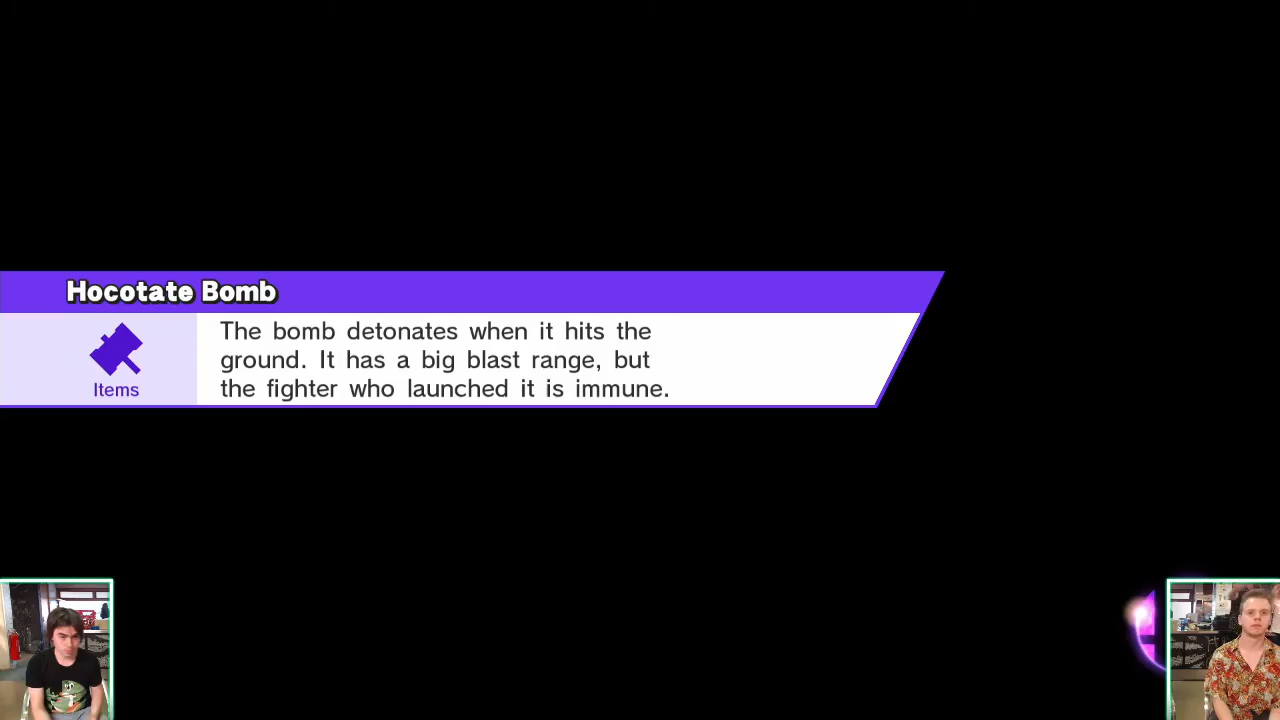 Hocotate Bomb
The bomb detonates when it hits the
ground. It has a big blast range, but
the fighter who launched it is immune.
Items